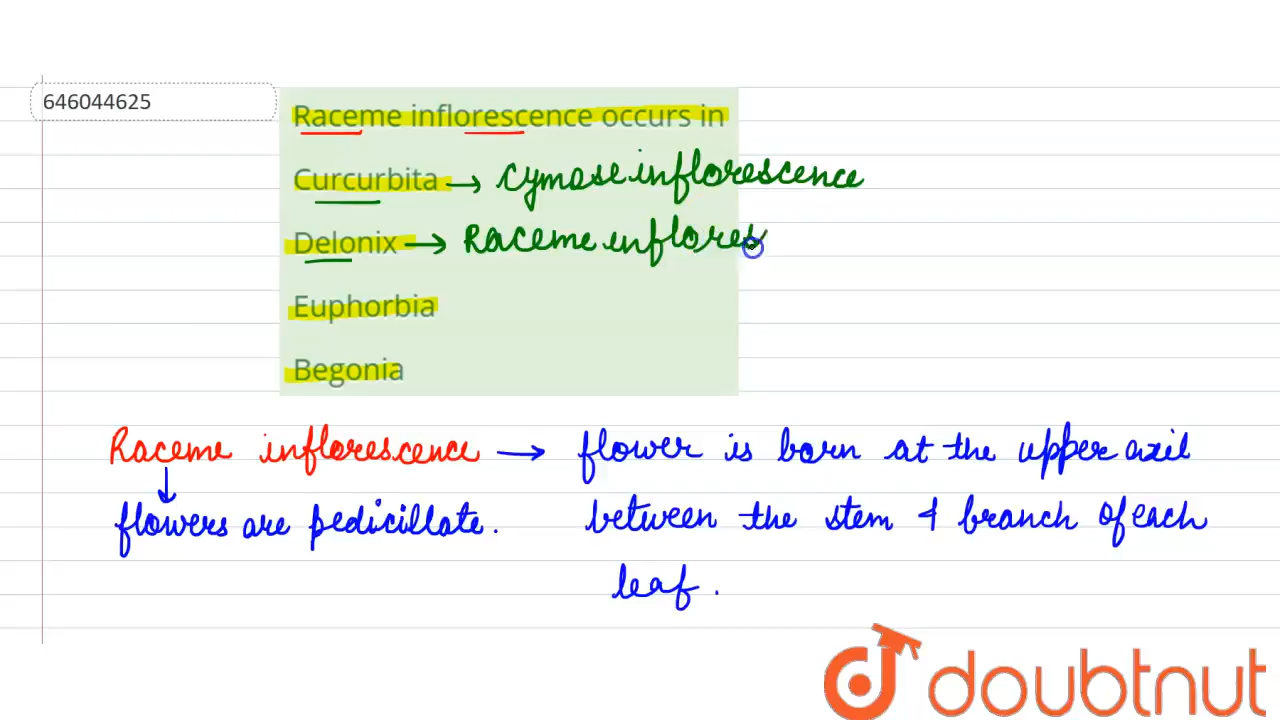 646044625
Raceme inflorescence occurs in
Curcurbita → Cymose inflorescence
Delonix → Raceme inflores
Euphorbia
Begonia
Raceme inflorescence → flower is born at the upper axil
flowers are pedicillate. between the stem & branch of each
leaf.
doubtnut